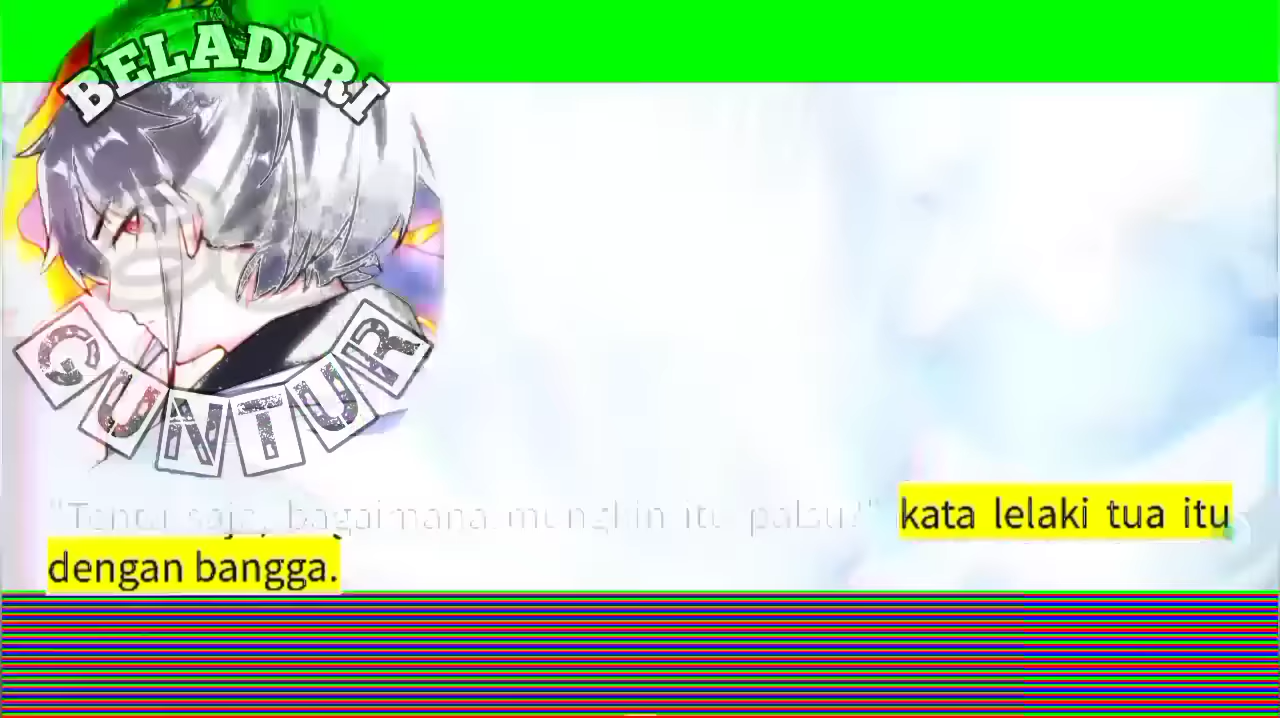 BELADIRI
GUNTUR
"Tentu saja, bagaimana mungkin itu palsu?" kata lelaki tua itu
dengan bangga.